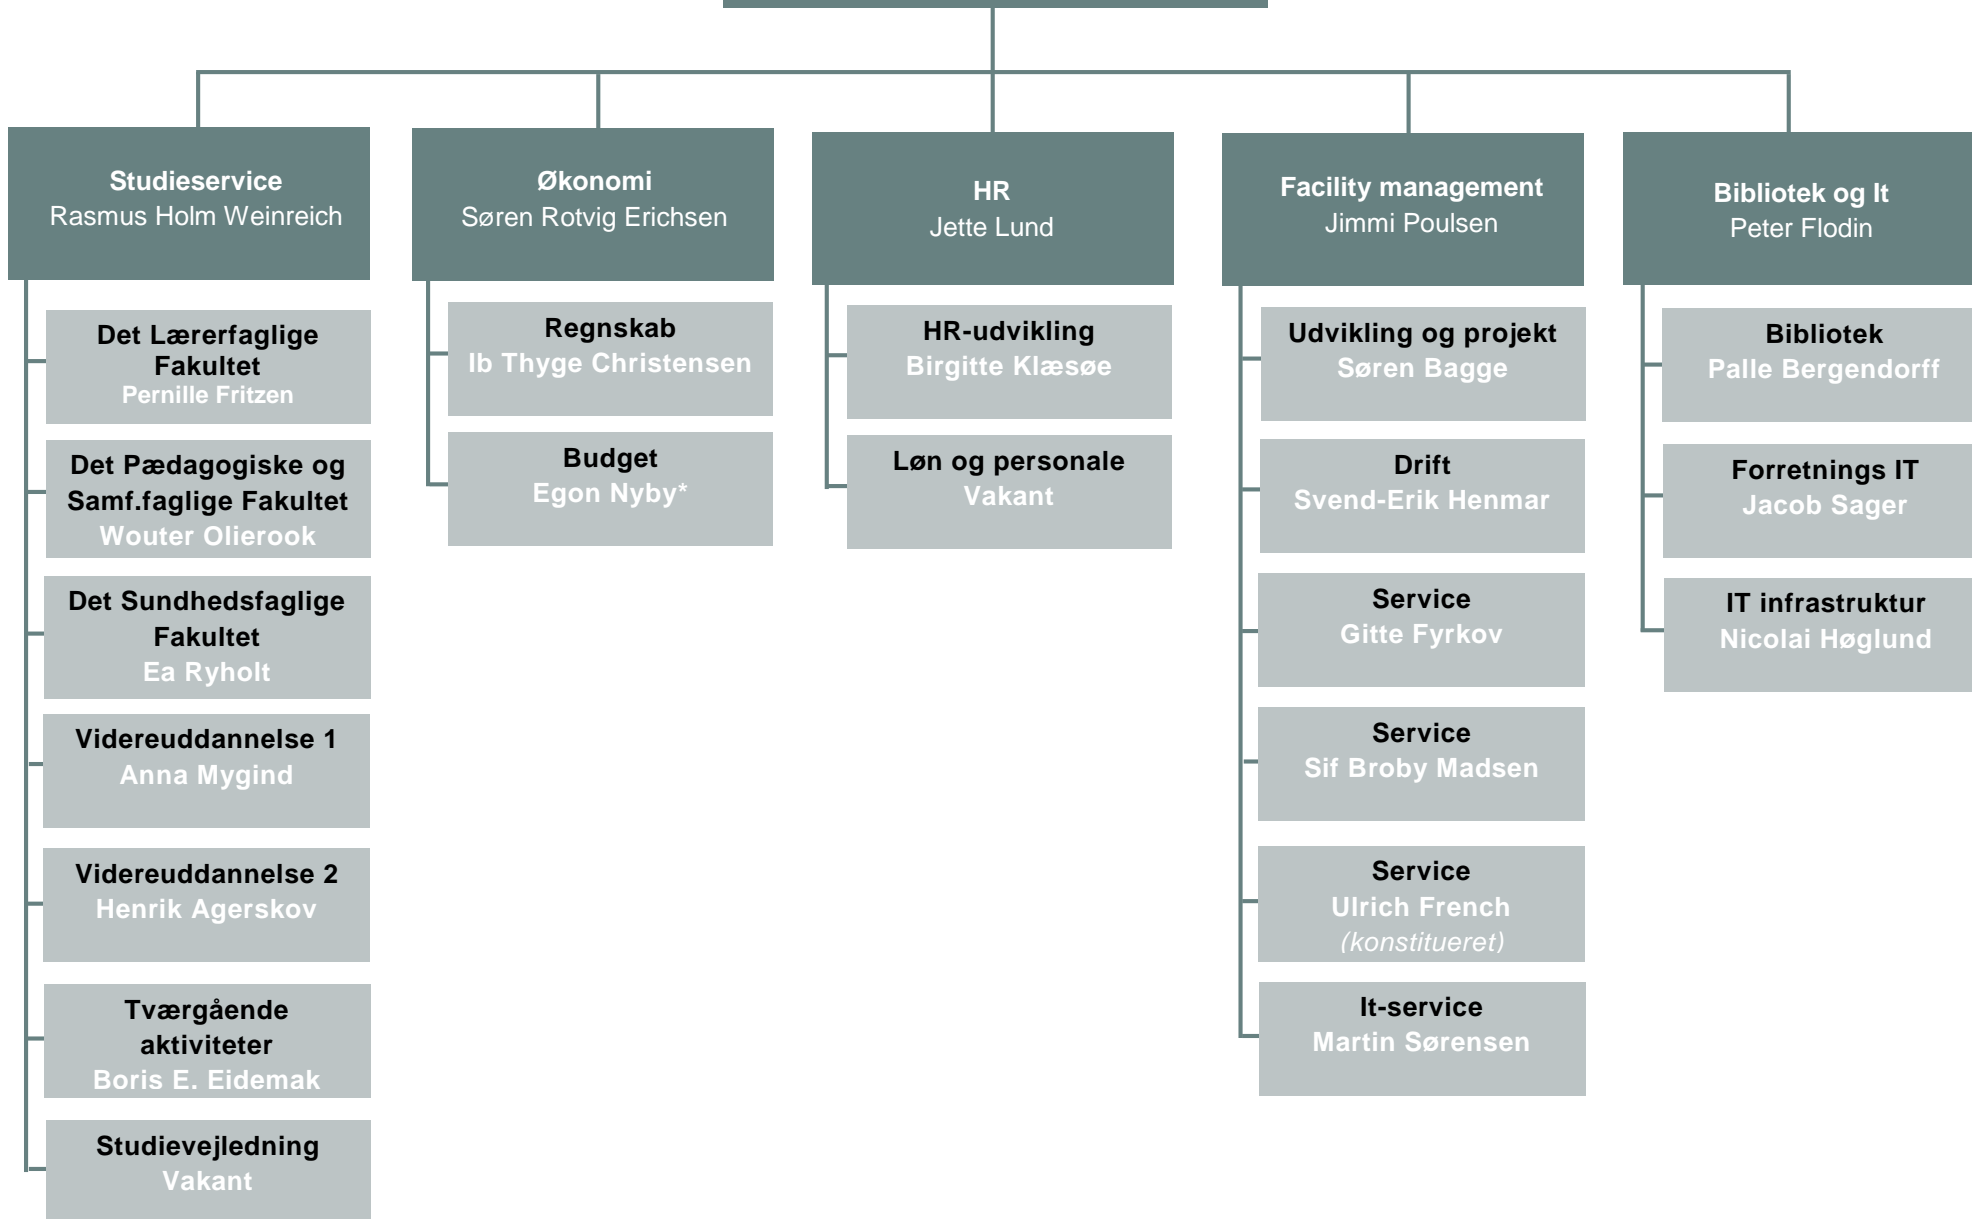 Studieservice
Rasmus Holm Weinreich
Det Lærerfaglige
Fakultet
Pernille Fritzen
Det Pædagogiske og
Samf.faglige Fakultet
Wouter Olierook
Det Sundhedsfaglige
Fakultet
Ea Ryholt
Videreuddannelse 1
Anna Mygind
Videreuddannelse 2
Henrik Agerskov
Tværgående
aktiviteter
Boris E. Eidemak
Studievejledning
Vakant
Økonomi
Søren Rotvig Erichsen
Regnskab
Ib Thyge Christensen
Budget
Egon Nyby*
HR
Jette Lund
HR-udvikling
Birgitte Klæsøe
Løn og personale
Vakant
Facility management
Jimmi Poulsen
Udvikling og projekt
Søren Bagge
Drift
Svend-Erik Henmar
Service
Gitte Fyrkov
Service
Sif Broby Madsen
Service
Ulrich French
(konstitueret)
It-service
Martin Sørensen
Bibliotek og It
Peter Flodin
Bibliotek
Palle Bergendorff
Forretnings IT
Jacob Sager
IT infrastruktur
Nicolai Høglund